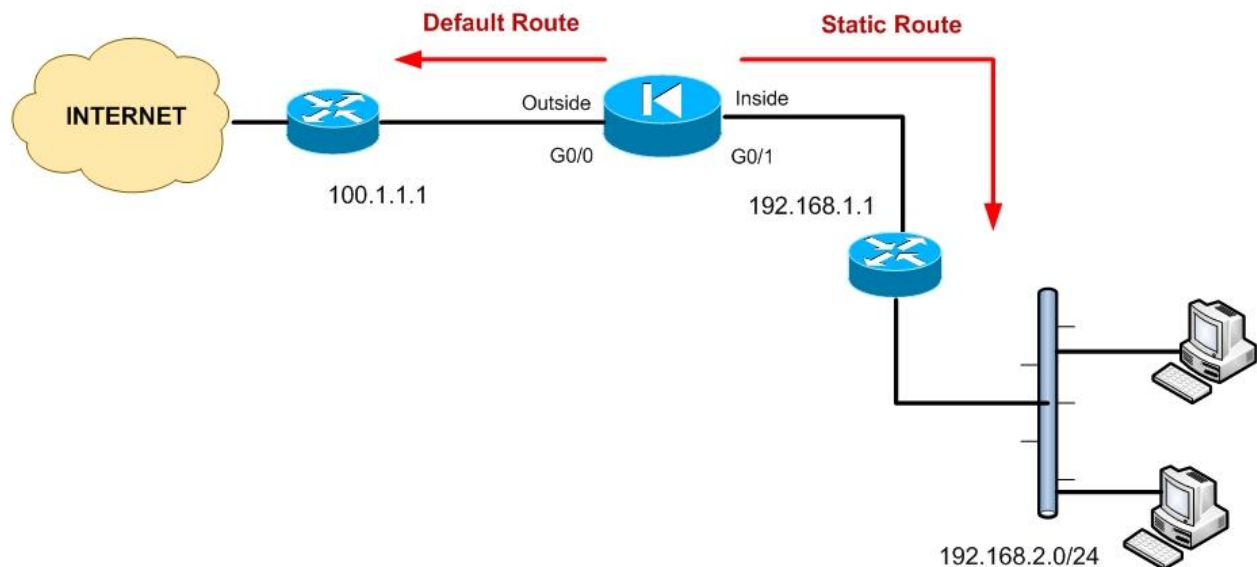 Default Route
Static Route
INTERNET
Outside
Inside
G0/0
G0/1
100.1.1.1
192.168.1.1
192.168.2.0/24